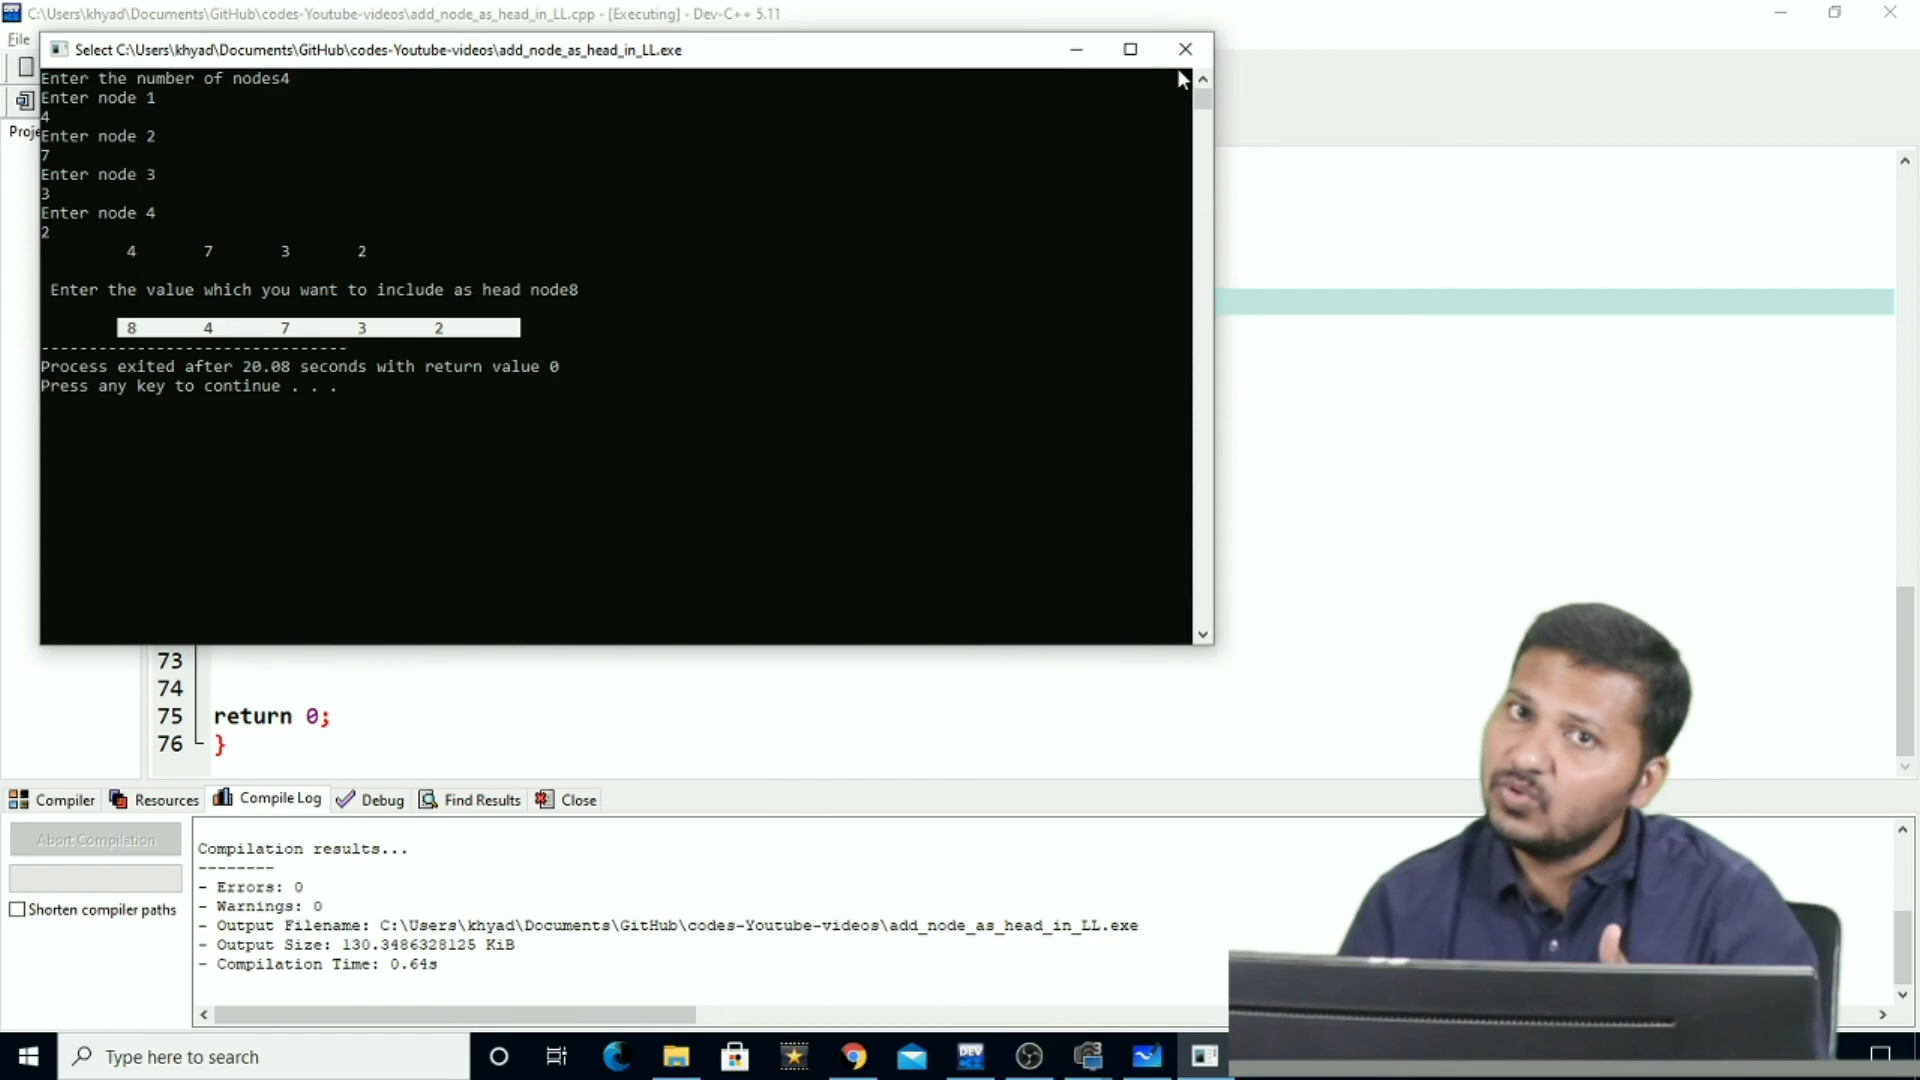 C:\Users\khyad\Documents\GitHub\codes-Youtube-videos\add_node_as_head_in_LL.cpp - [Executing] - Dev-C++ 5.11
File
Select C:\Users\khyad\Documents\GitHub\codes-Youtube-videos\add_node_as_head_in_LL.exe
Enter the number of nodes4
Enter node 1
4
Proje
Enter node 2
7
Enter node 3
3
Enter node 4
2
4 7 3 2
Enter the value which you want to include as head node8
8 4 7 3 2
--------------------------------
Process exited after 20.08 seconds with return value 0
Press any key to continue . . .
73
74
75 return 0;
76 }
Compiler Resources Compile Log Debug Find Results Close
Abort Compilation
Shorten compiler paths
Compilation results...
--------
- Errors: 0
- Warnings: 0
- Output Filename: C:\Users\khyad\Documents\GitHub\codes-Youtube-videos\add_node_as_head_in_LL.exe
- Output Size: 130.3486328125 KiB
- Compilation Time: 0.64s
Type here to search
DEV